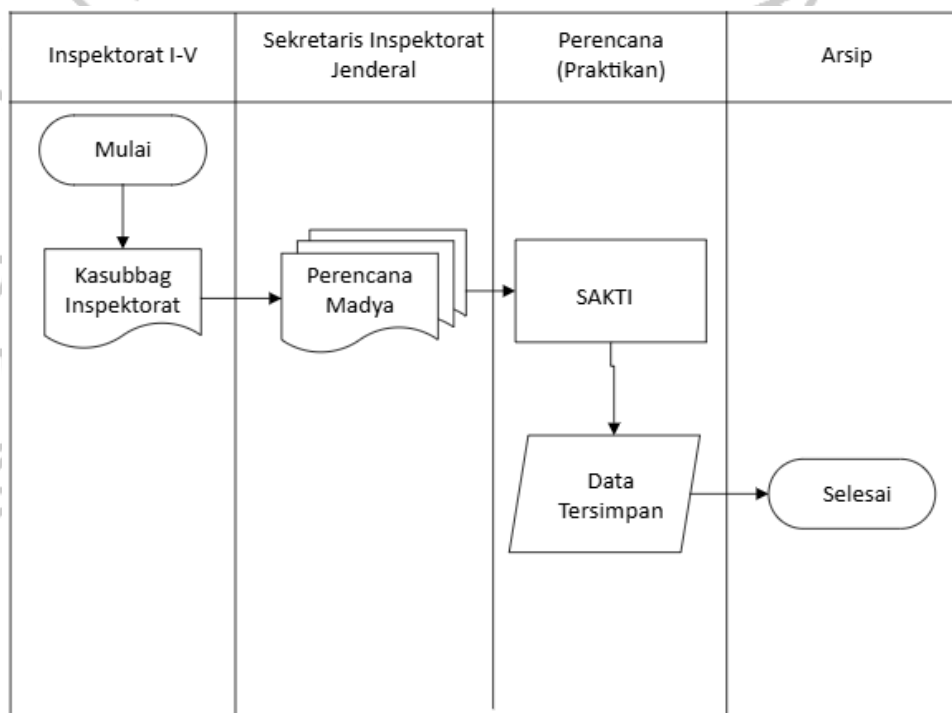 Inspektorat I-V
Sekretaris Inspektorat
Jenderal
Perencana
(Praktikan)
Arsip
Mulai
Kasubbag
Inspektorat
Perencana
Madya
SAKTI
Data
Tersimpan
Selesai